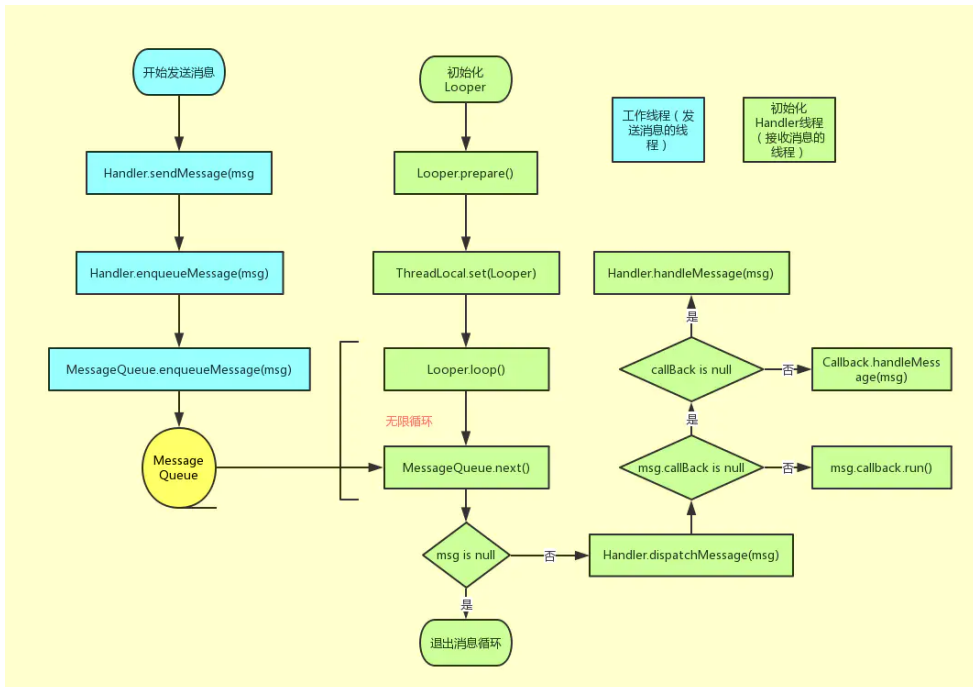 开始发送消息
Handler.sendMessage(msg
Handler.enqueueMessage(msg)
MessageQueue.enqueueMessage(msg)
Message
Queue
初始化
Looper
Looper.prepare()
ThreadLocal.set(Looper)
Looper.loop()
无限循环
MessageQueue.next()
msg is null
是
退出消息循环
否
Handler.dispatchMessage(msg)
msg.callBack is null
否
msg.callback.run()
是
callBack is null
否
Callback.handleMess
age(msg)
是
Handler.handleMessage(msg)
工作线程（发
送消息的线
程）
初始化
Handler线程
（接收消息的
线程）